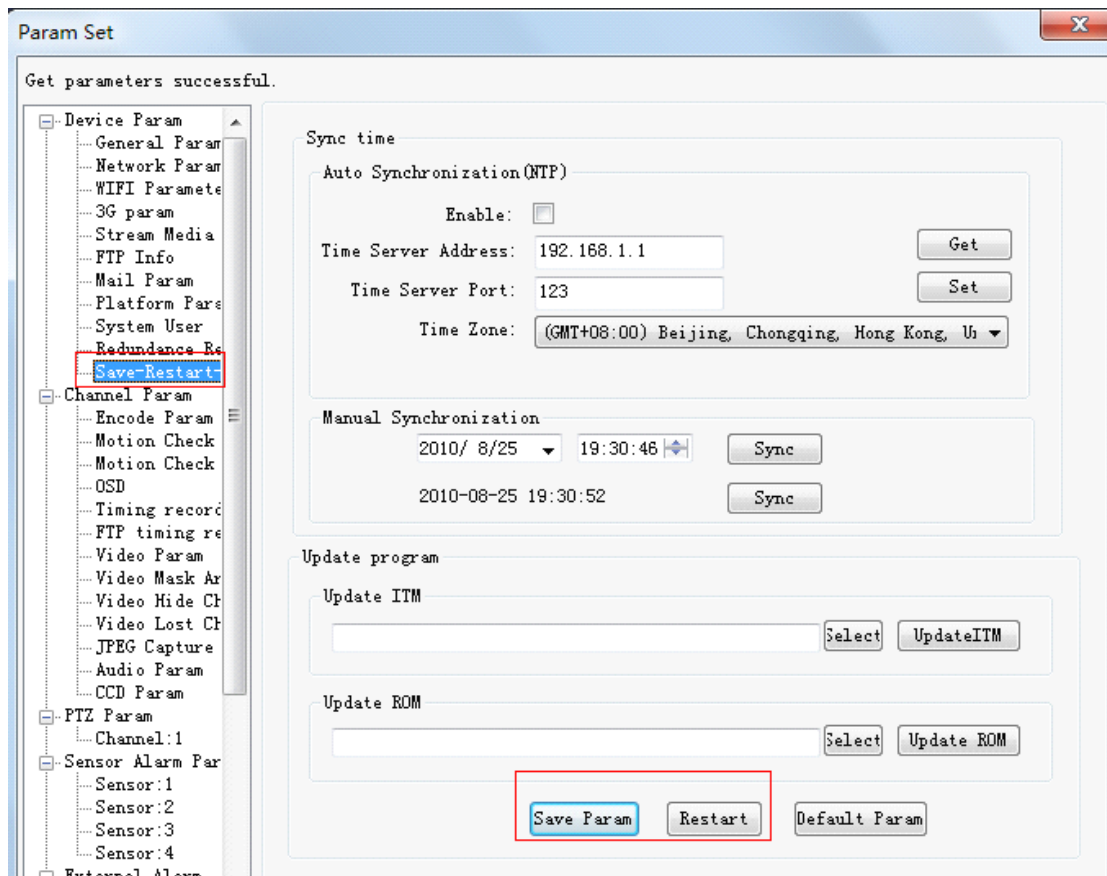 Param Set
Get parameters successful.
Device Param
General Param
Network Param
WIFI Paramete
3G param
Stream Media
FTP Info
Mail Param
Platform Para
System User
Redundance Re
Save-Restart-
Channel Param
Encode Param
Motion Check
Motion Check
OSD
Timing record
FTP timing re
Video Param
Video Mask Ar
Video Hide Ch
Video Lost Ch
JPEG Capture
Audio Param
CCD Param
PTZ Param
Channel:1
Sensor Alarm Par
Sensor:1
Sensor:2
Sensor:3
Sensor:4
External Alarm
Sync time
Auto Synchronization(NTP)
Enable:
Time Server Address: 192.168.1.1 Get
Time Server Port: 123 Set
Time Zone: (GMT+08:00) Beijing, Chongqing, Hong Kong,
Manual Synchronization
2010/ 8/25 19:30:46 Sync
2010-08-25 19:30:52 Sync
Update program
Update ITM
Select UpdateITM
Update ROM
Select Update ROM
Save Param Restart Default Param